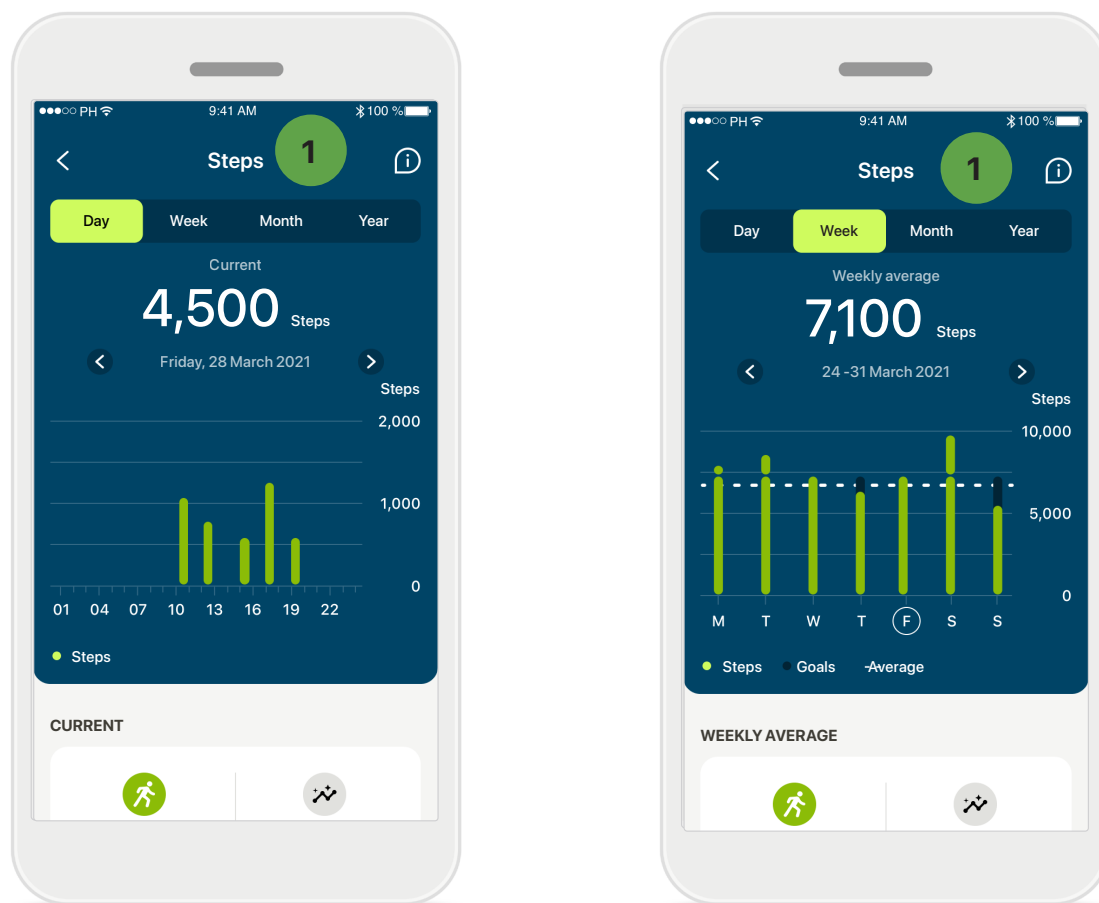 PH 9:41 AM 100 %
Steps 1
Day Week Month Year
Current
4,500 Steps
Friday, 28 March 2021
Steps
2,000
1,000
0
01 04 07 10 13 16 19 22
Steps
CURRENT
PH 9:41 AM 100 %
Steps 1
Day Week Month Year
Weekly average
7,100 Steps
24 -31 March 2021
Steps
10,000
5,000
0
M T W T F S S
Steps Goals Average
WEEKLY AVERAGE